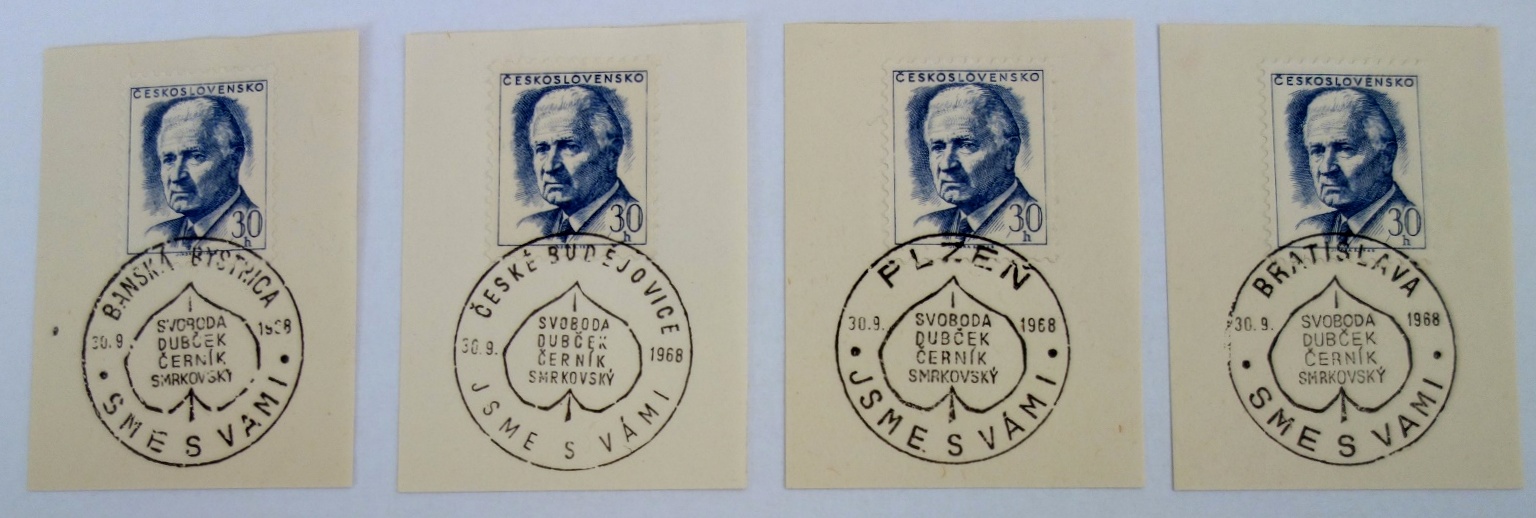 ČESKOSLOVENSKO
30
h
BANSKÁ BYSTRICA
30.9. 1968
SVOBODA
DUBČEK
ČERNÍK
SMRKOVSKÝ
• SME S VAMI •
ČESKOSLOVENSKO
30
h
ČESKÉ BUDĚJOVICE
30.9. 1968
SVOBODA
DUBČEK
ČERNÍK
SMRKOVSKÝ
JSME S VÁMI
ČESKOSLOVENSKO
30
h
PLZEŇ
30.9. 1968
SVOBODA
DUBČEK
ČERNÍK
SMRKOVSKÝ
• JSME S VÁMI •
ČESKOSLOVENSKO
30
h
BRATISLAVA
30.9. 1968
SVOBODA
DUBČEK
ČERNÍK
SMRKOVSKÝ
• SME S VAMI •